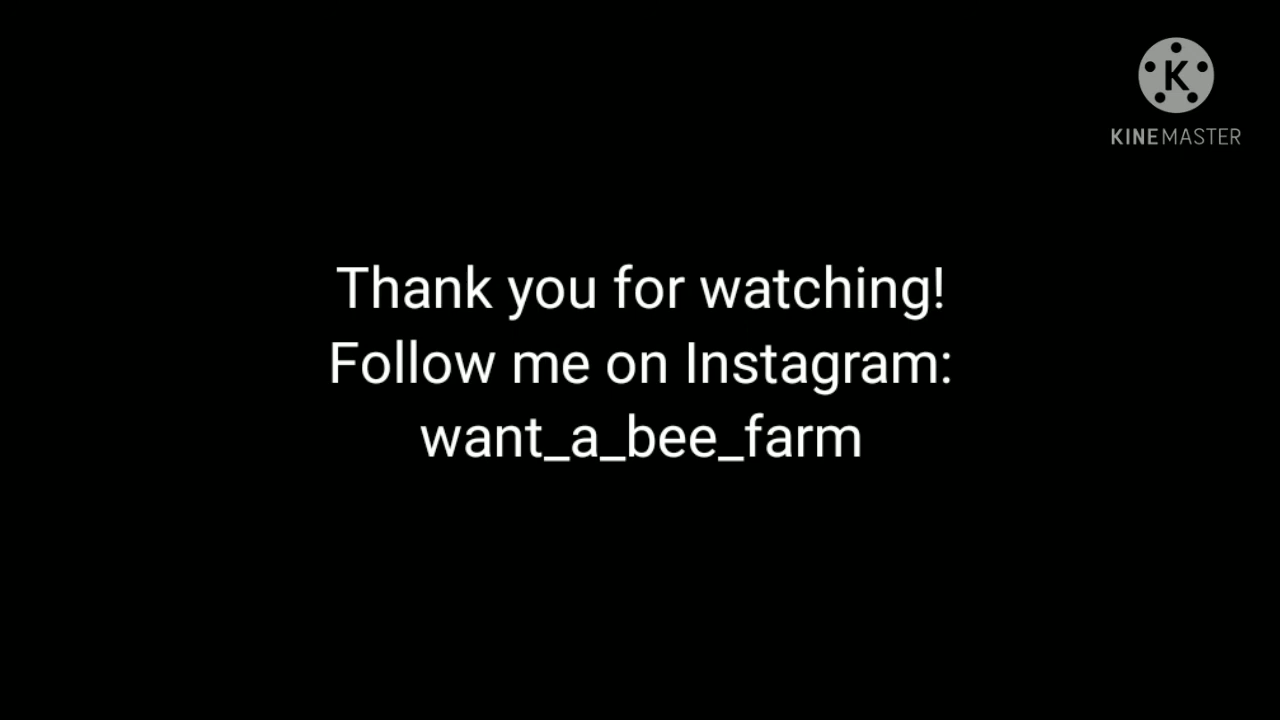 K
KINEMASTER
Thank you for watching!
Follow me on Instagram:
want_a_bee_farm